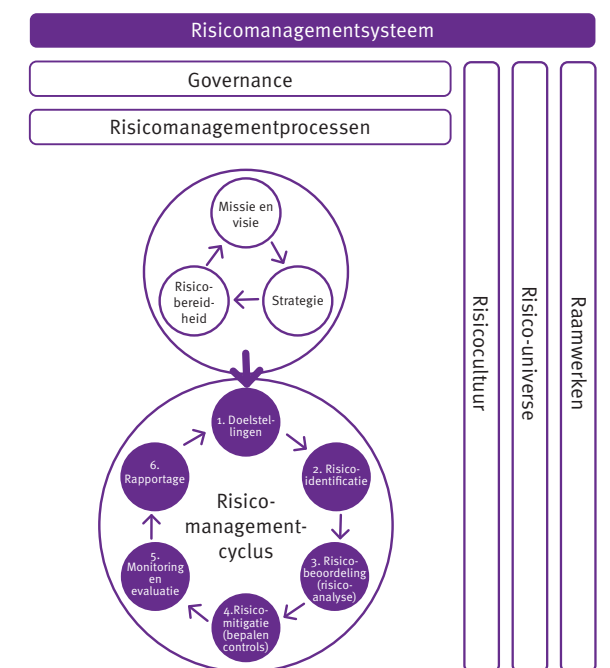 Risicomanagementsysteem
Governance
Risicomanagementprocessen
Missie en
visie
Risico-
bereid-
heid
Strategie
1. Doelstel-
lingen
2. Risico-
identificatie
3. Risico-
beoordeling
(risico-
analyse)
4.Risico-
mitigatie
(bepalen
controls)
5.
Monitoring
en
evaluatie
6.
Rapportage
Risico-
management-
cyclus
Risicocultuur
Risico-universe
Raamwerken